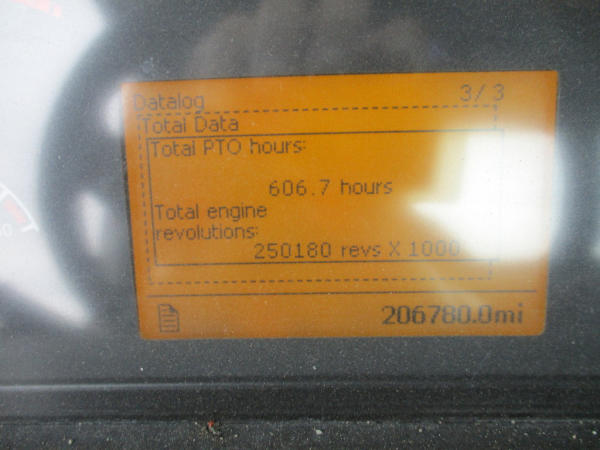 Datalog 3/3
Total Data
Total PTO hours:
606.7 hours
Total engine
revolutions:
250180 revs X 1000
206780.0mi